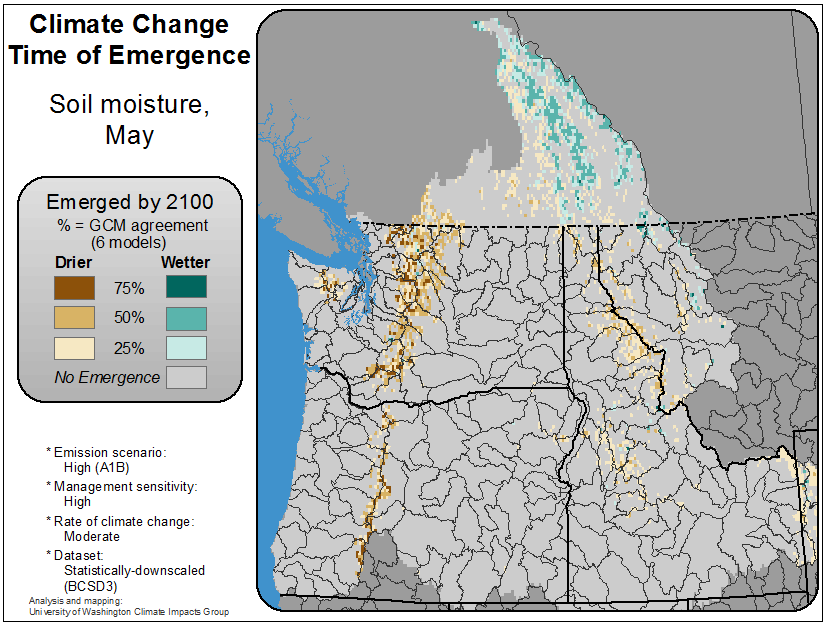 Climate Change
Time of Emergence
Soil moisture,
May
Emerged by 2100
% = GCM agreement
(6 models)
Drier Wetter
75%
50%
25%
No Emergence
* Emission scenario:
High (A1B)
* Management sensitivity:
High
* Rate of climate change:
Moderate
* Dataset:
Statistically-downscaled
(BCSD3)
Analysis and mapping:
University of Washington Climate Impacts Group